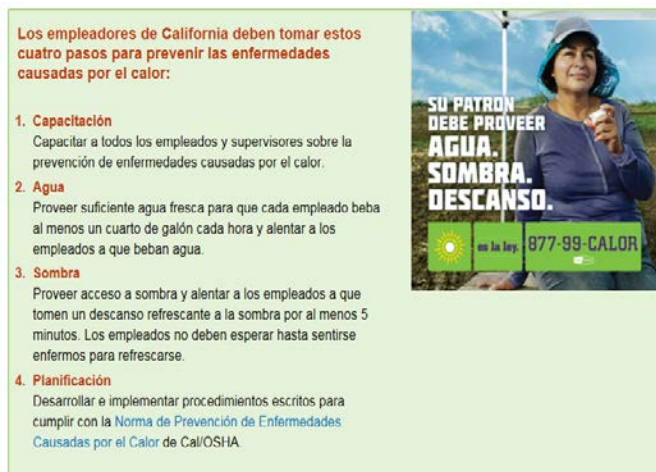 Los empleadores de California deben tomar estos
cuatro pasos para prevenir las enfermedades
causadas por el calor:
1. Capacitación
Capacitar a todos los empleados y supervisores sobre la
prevención de enfermedades causadas por el calor.
2. Agua
Proveer suficiente agua fresca para que cada empleado beba
al menos un cuarto de galón cada hora y alentar a los
empleados a que beban agua.
3. Sombra
Proveer acceso a sombra y alentar a los empleados a que
tomen un descanso refrescante a la sombra por al menos 5
minutos. Los empleados no deben esperar hasta sentirse
enfermos para refrescarse.
4. Planificación
Desarrollar e implementar procedimientos escritos para
cumplir con la Norma de Prevención de Enfermedades
Causadas por el Calor de Cal/OSHA
SU PATRON
DEBE PROVEER
AGUA.
SOMBRA.
DESCANSO.
es la ley.
877-99-CALOR